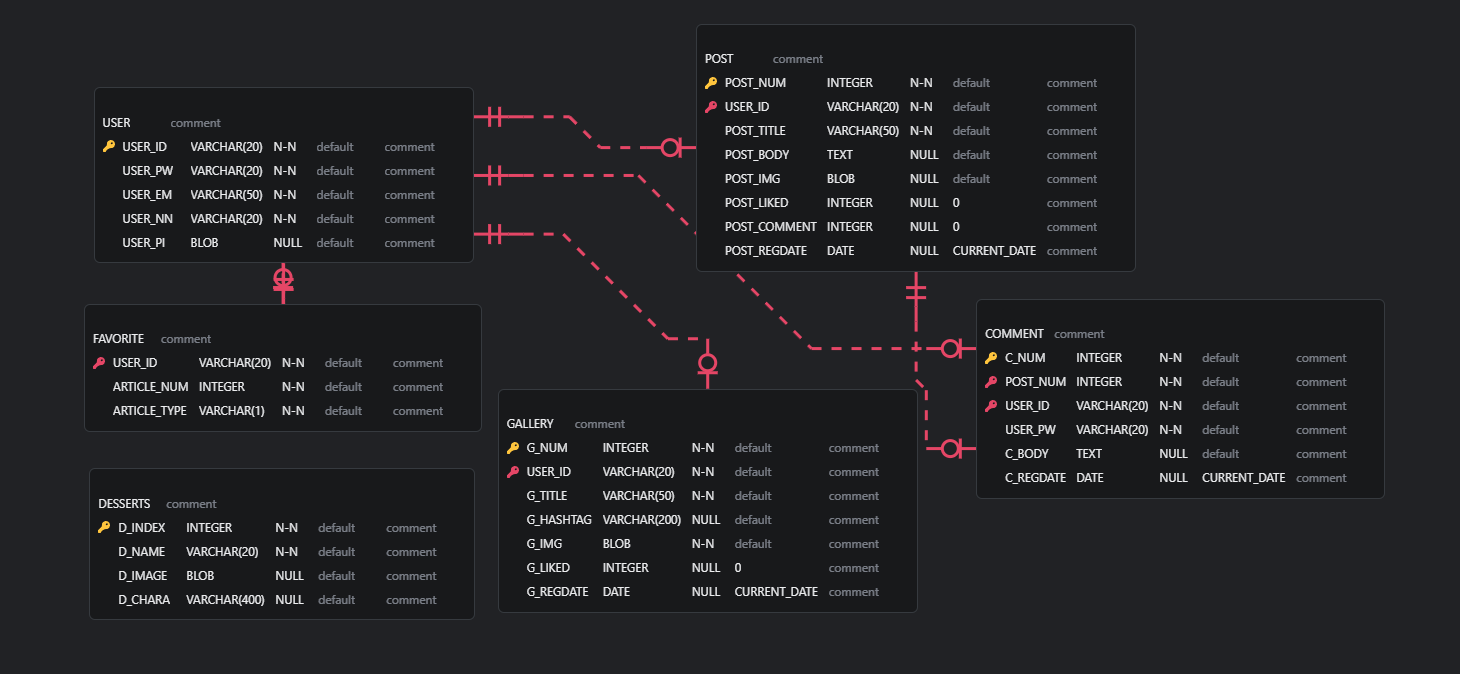 USER comment
USER_ID VARCHAR(20) N-N default comment
USER_PW VARCHAR(20) N-N default comment
USER_EM VARCHAR(50) N-N default comment
USER_NN VARCHAR(20) N-N default comment
USER_PI BLOB NULL default comment
POST comment
POST_NUM INTEGER N-N default comment
USER_ID VARCHAR(20) N-N default comment
POST_TITLE VARCHAR(50) N-N default comment
POST_BODY TEXT NULL default comment
POST_IMG BLOB NULL default comment
POST_LIKED INTEGER NULL 0 comment
POST_COMMENT INTEGER NULL 0 comment
POST_REGDATE DATE NULL CURRENT_DATE comment
FAVORITE comment
USER_ID VARCHAR(20) N-N default comment
ARTICLE_NUM INTEGER N-N default comment
ARTICLE_TYPE VARCHAR(1) N-N default comment
COMMENT comment
C_NUM INTEGER N-N default comment
POST_NUM INTEGER N-N default comment
USER_ID VARCHAR(20) N-N default comment
USER_PW VARCHAR(20) N-N default comment
C_BODY TEXT NULL default comment
C_REGDATE DATE NULL CURRENT_DATE comment
GALLERY comment
G_NUM INTEGER N-N default comment
USER_ID VARCHAR(20) N-N default comment
G_TITLE VARCHAR(50) N-N default comment
G_HASHTAG VARCHAR(200) NULL default comment
G_IMG BLOB N-N default comment
G_LIKED INTEGER NULL 0 comment
G_REGDATE DATE NULL CURRENT_DATE comment
DESSERTS comment
D_INDEX INTEGER N-N default comment
D_NAME VARCHAR(20) N-N default comment
D_IMAGE BLOB NULL default comment
D_CHARA VARCHAR(400) NULL default comment